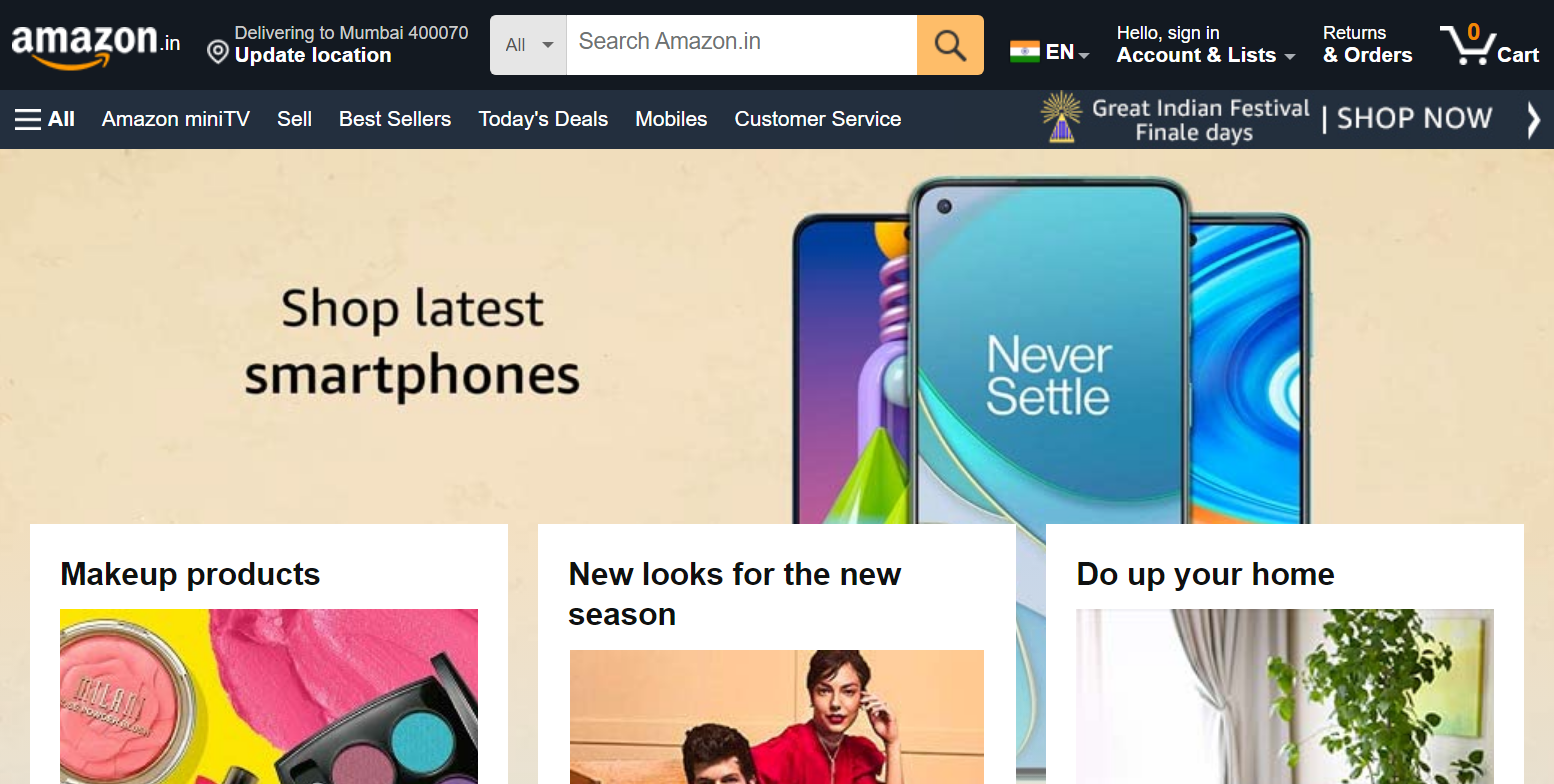 amazon.in
Delivering to Mumbai 400070
Update location
All
Search Amazon.in
EN
Hello, sign in
Account & Lists
Returns
& Orders
0
Cart
All
Amazon miniTV
Sell
Best Sellers
Today's Deals
Mobiles
Customer Service
Great Indian Festival
Finale days
| SHOP NOW
Shop latest
smartphones
Never
Settle
Makeup products
New looks for the new
season
Do up your home
MILANI